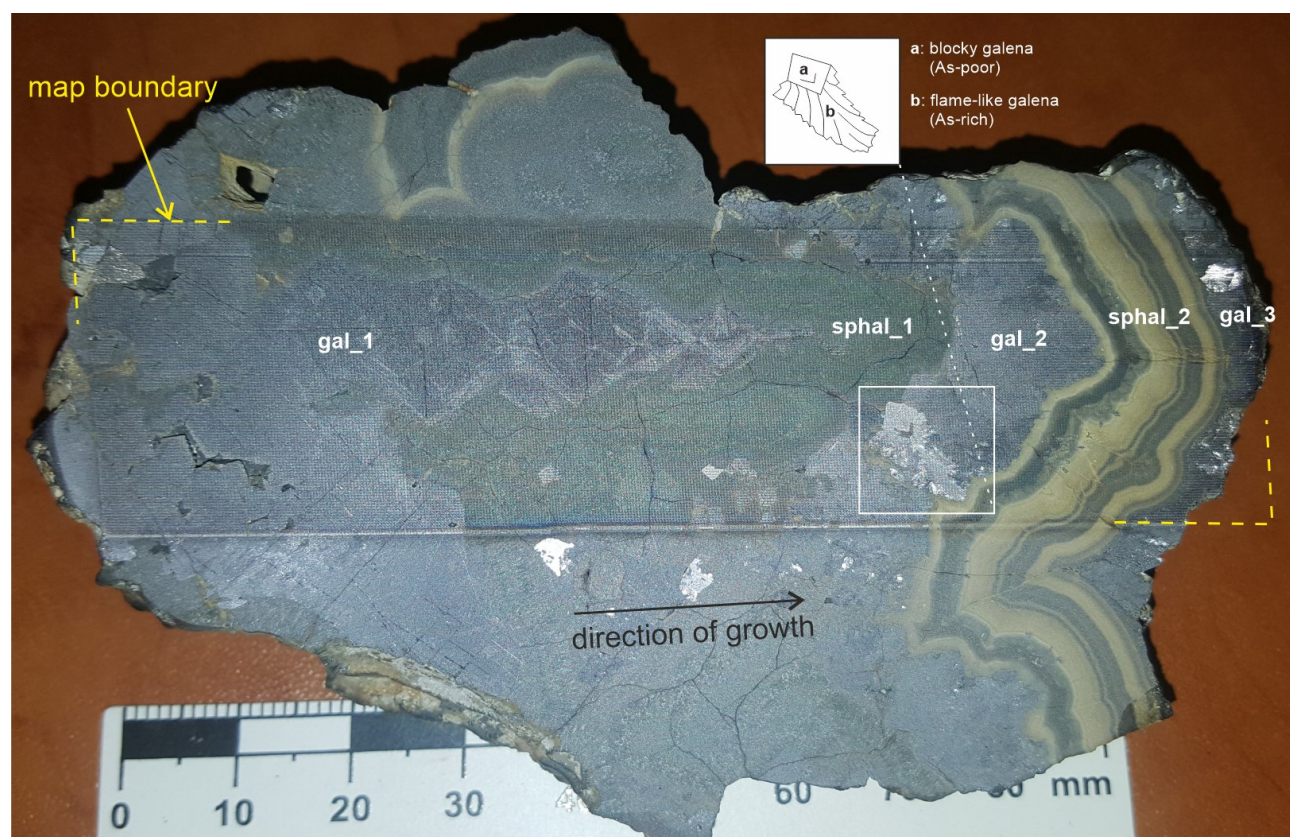 map boundary
a
b
a: blocky galena
(As-poor)
b: flame-like galena
(As-rich)
gal_1
sphal_1
gal_2
sphal_2
gal_3
direction of growth
0 10 20 30 60 mm